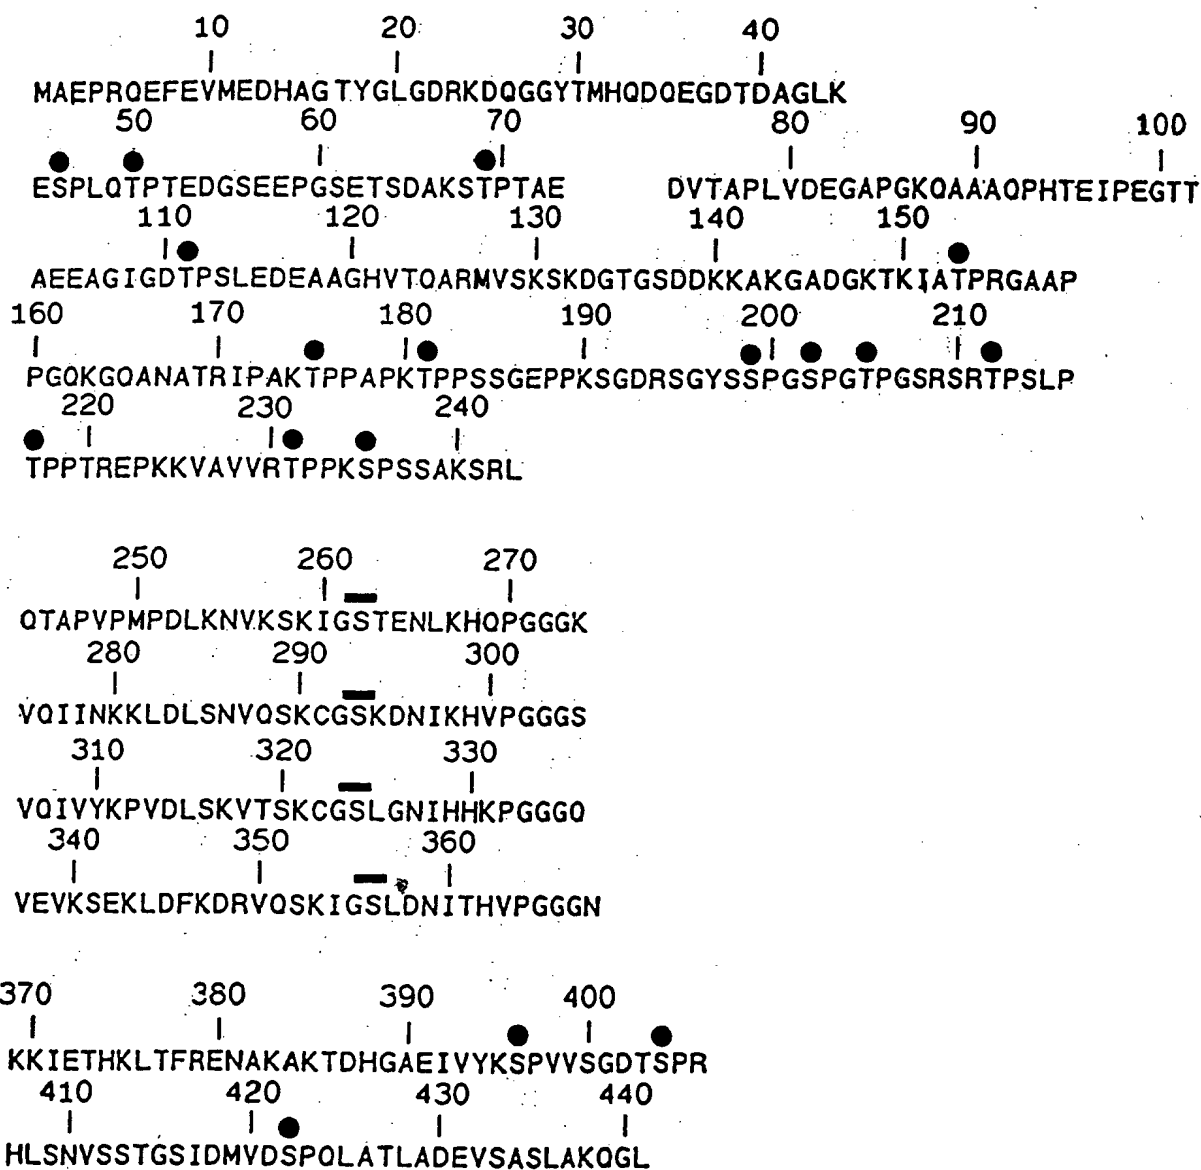 10 20 30 40
MAEPRQEFEVMEDHAGTYGLGDRKDQGGYTMHQDQEGDTDAGLK
50 60 70 80 90 100
ESPLQTPTEDGSEEPGSETSDAKSTPTAE DVTAPLVDEGAPGKQAAAQPHTEIPEGTT
110 120 130 140 150
AEEAGIGDTPSLEDEAAGHVTQARMVSKSKDGTGSDDKKAKGADGKTKIATPRGAAP
160 170 180 190 200 210
PGQKGQANATRIPAKTPPAPKTPPSSGEPPKSGDRSGYSSPGSPGTPGSRSRTPSLP
220 230 240
TPPTREPKKVAVVRTPPKSPSSAKSRL
250 260 270
QTAPVPMPDLKNVKSKIGSTENLKHQPGGGK
280 290 300
VQIINKKLDLSNVQSKCGSKDNIKHVPGGGS
310 320 330
VQIVYKPVDLSKVTSKCGSLGNIHHKPGGGQ
340 350 360
VEVKSEKLDFKDRVQSKIGSLDNITHVPGGGN
370 380 390 400
KKIETHKLTFRENAKAKTDHGAEIVYKSPVVSGDTSPR
410 420 430 440
HLSNVSSTGSIDMVDSPQLATLADEVSASLAKQGL